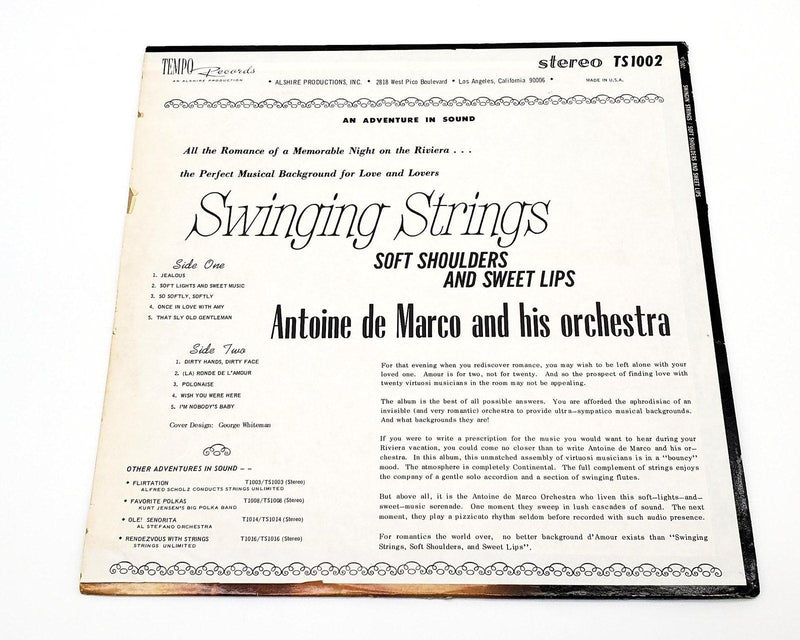 TEMPO Records
AN ALSHIRE PRODUCTION
• ALSHIRE PRODUCTIONS, INC. • 2818 West Pico Boulevard • Los Angeles, California 90006 •
MADE IN U.S.A.
stereo TS1002
AN ADVENTURE IN SOUND
All the Romance of a Memorable Night on the Riviera . . .
the Perfect Musical Background for Love and Lovers
Swinging Strings
SOFT SHOULDERS
AND SWEET LIPS
Antoine de Marco and his orchestra
Side One
1. JEALOUS
2. SOFT LIGHTS AND SWEET MUSIC
3. SO SOFTLY, SOFTLY
4. ONCE IN LOVE WITH AMY
5. THAT SLY OLD GENTLEMAN
Side Two
1. DIRTY HANDS, DIRTY FACE
2. (LA) RONDE DE L'AMOUR
3. POLONAISE
4. WISH YOU WERE HERE
5. I'M NOBODY'S BABY
Cover Design: George Whiteman
OTHER ADVENTURES IN SOUND – –
• FLIRTATION T1003/TS1003 (Stereo)
ALFRED SCHOLZ CONDUCTS STRINGS UNLIMITED
• FAVORITE POLKAS T1008/TS1008 (Stereo)
KURT JENSEN'S BIG POLKA BAND
• OLE! SENORITA T1014/TS1014 (Stereo)
AL STEFANO ORCHESTRA
• RENDEZVOUS WITH STRINGS T1016/TS1016 (Stereo)
STRINGS UNLIMITED
For that evening when you rediscover romance, you may wish to be left alone with your
loved one. Amour is for two, not for twenty. And so the prospect of finding love with
twenty virtuosi musicians in the room may not be appealing.
The album is the best of all possible answers. You are afforded the aphrodisiac of an
invisible (and very romantic) orchestra to provide ultra-sympatico musical backgrounds.
And what backgrounds they are!
If you were to write a prescription for the music you would want to hear during your
Riviera vacation, you could come no closer than to write Antoine de Marco and his or-
chestra. In this album, this unmatched assembly of virtuosi musicians is in a "bouncy"
mood. The atmosphere is completely Continental. The full complement of strings enjoys
the company of a gentle solo accordion and a section of swinging flutes.
But above all, it is the Antoine de Marco Orchestra who liven this soft-lights-and-
sweet-music serenade. One moment they sweep in lush cascades of sound. The next
moment, they play a pizzicato rhythm seldom before recorded with such audio presence.
For romantics the world over, no better background d'Amour exists than "Swinging
Strings, Soft Shoulders, and Sweet Lips".
SWINGIN' STRINGS / SOFT SHOULDERS AND SWEET LIPS